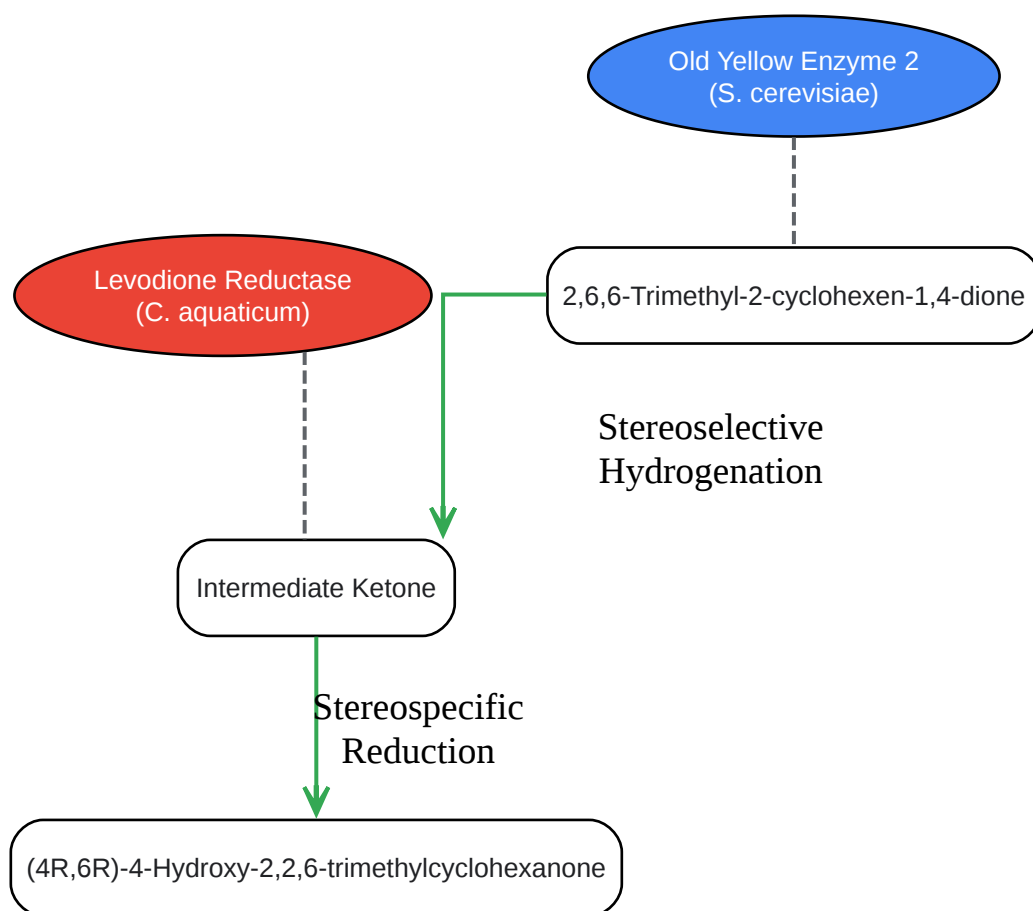 Old Yellow Enzyme 2
(S. cerevisiae)
Levodione Reductase
(C. aquaticum)
2,6,6-Trimethyl-2-cyclohexen-1,4-dione
Stereoselective
Hydrogenation
Intermediate Ketone
Stereospecific
Reduction
(4R,6R)-4-Hydroxy-2,2,6-trimethylcyclohexanone